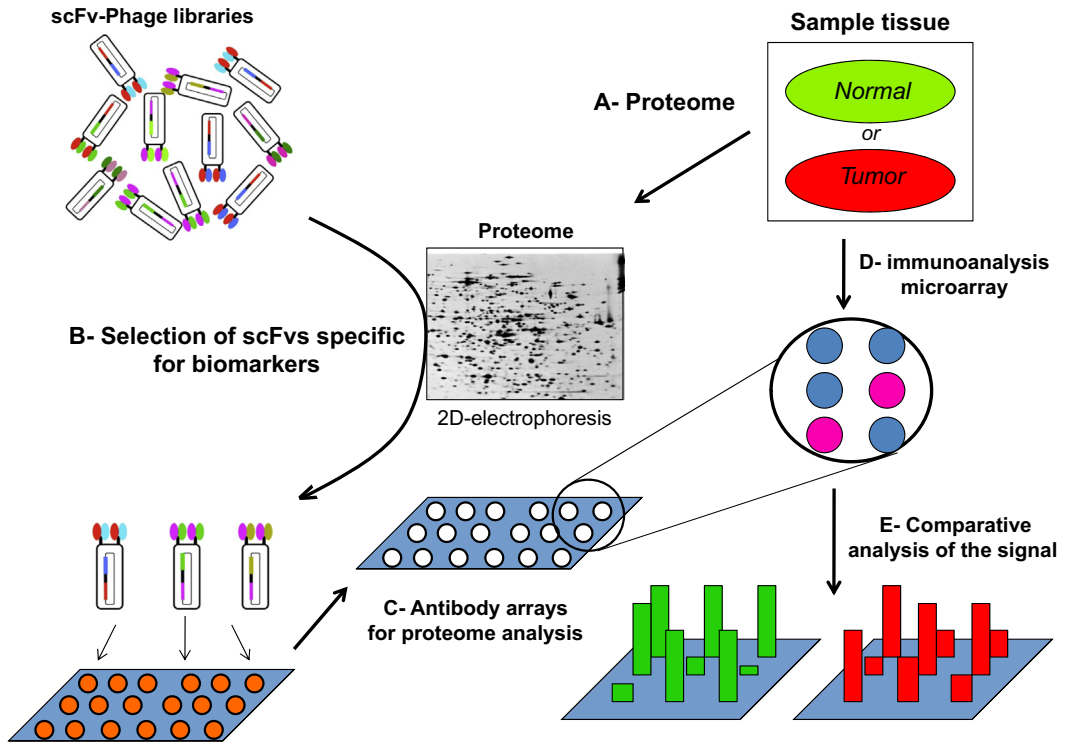 scFv-Phage libraries
Sample tissue
Normal
or
Tumor
A- Proteome
Proteome
2D-electrophoresis
B- Selection of scFvs specific
for biomarkers
D- immunoanalysis
microarray
C- Antibody arrays
for proteome analysis
E- Comparative
analysis of the signal